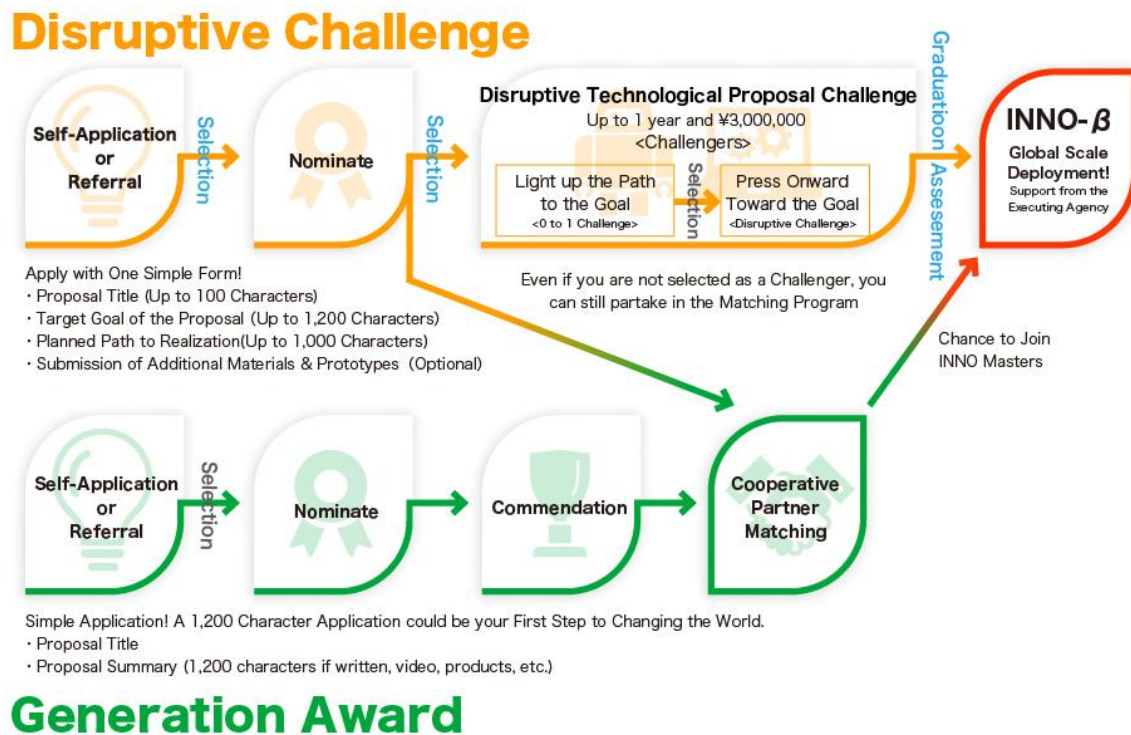 Disruptive Challenge
Self-Application
or
Referral
Selection
Nominate
Selection
Disruptive Technological Proposal Challenge
Up to 1 year and ¥3,000,000
<Challengers>
Light up the Path
to the Goal
<0 to 1 Challenge>
Selection
Press Onward
Toward the Goal
<Disruptive Challenge>
Graduatioon Assesement
INNO-β
Global Scale
Deployment!
Support from the
Executing Agency
Apply with One Simple Form!
・Proposal Title (Up to 100 Characters)
・Target Goal of the Proposal (Up to 1,200 Characters)
・Planned Path to Realization(Up to 1,000 Characters)
・Submission of Additional Materials & Prototypes (Optional)
Even if you are not selected as a Challenger, you
can still partake in the Matching Program
Chance to Join
INNO Masters
Self-Application
or
Referral
Selection
Nominate
Commendation
Cooperative
Partner
Matching
Simple Application! A 1,200 Character Application could be your First Step to Changing the World.
・Proposal Title
・Proposal Summary (1,200 characters if written, video, products, etc.)
Generation Award